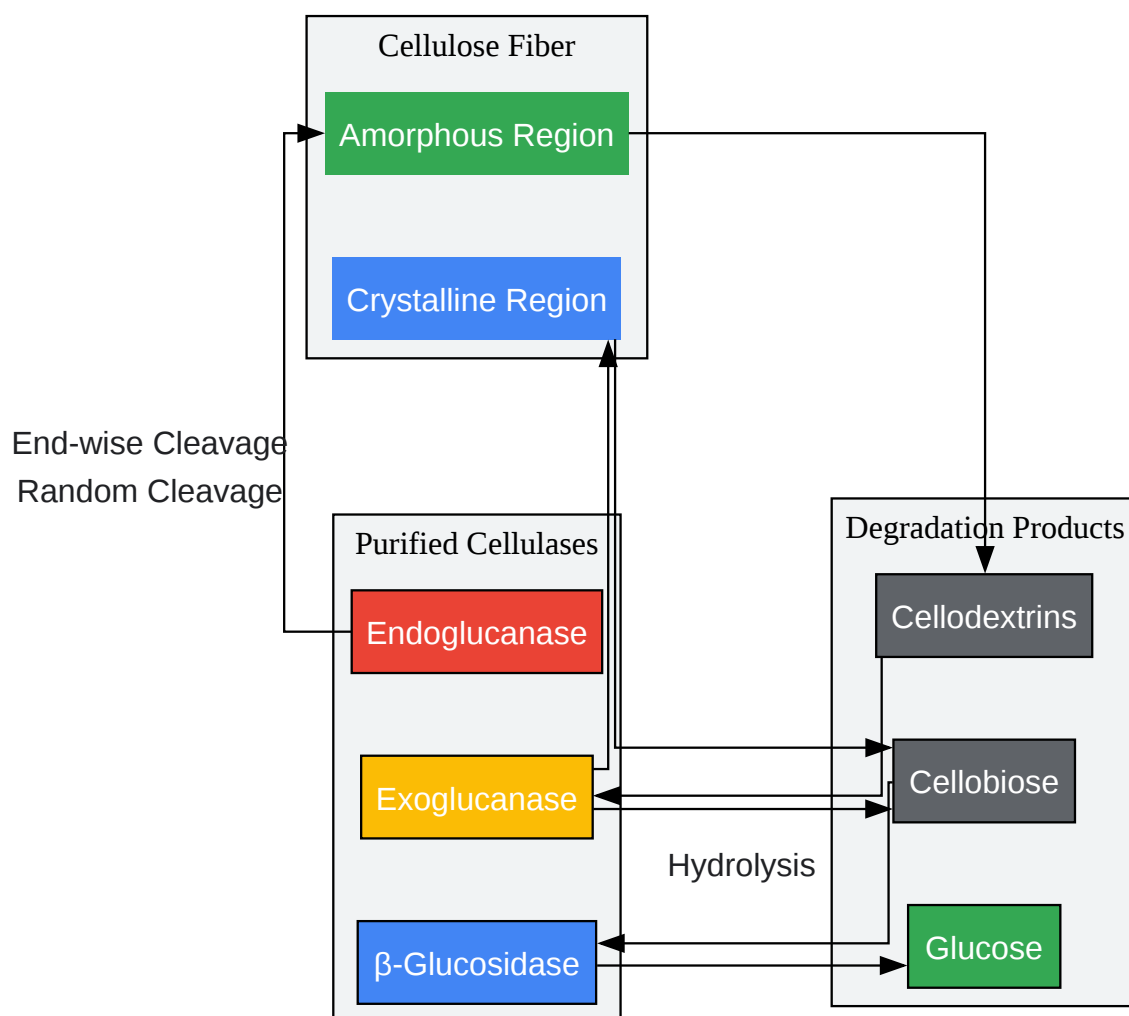 Cellulose Fiber
Amorphous Region
Crystalline Region
End-wise Cleavage
Random Cleavage
Purified Cellulases
Endoglucanase
Exoglucanase
β-Glucosidase
Hydrolysis
Degradation Products
Cellodextrins
Cellobiose
Glucose